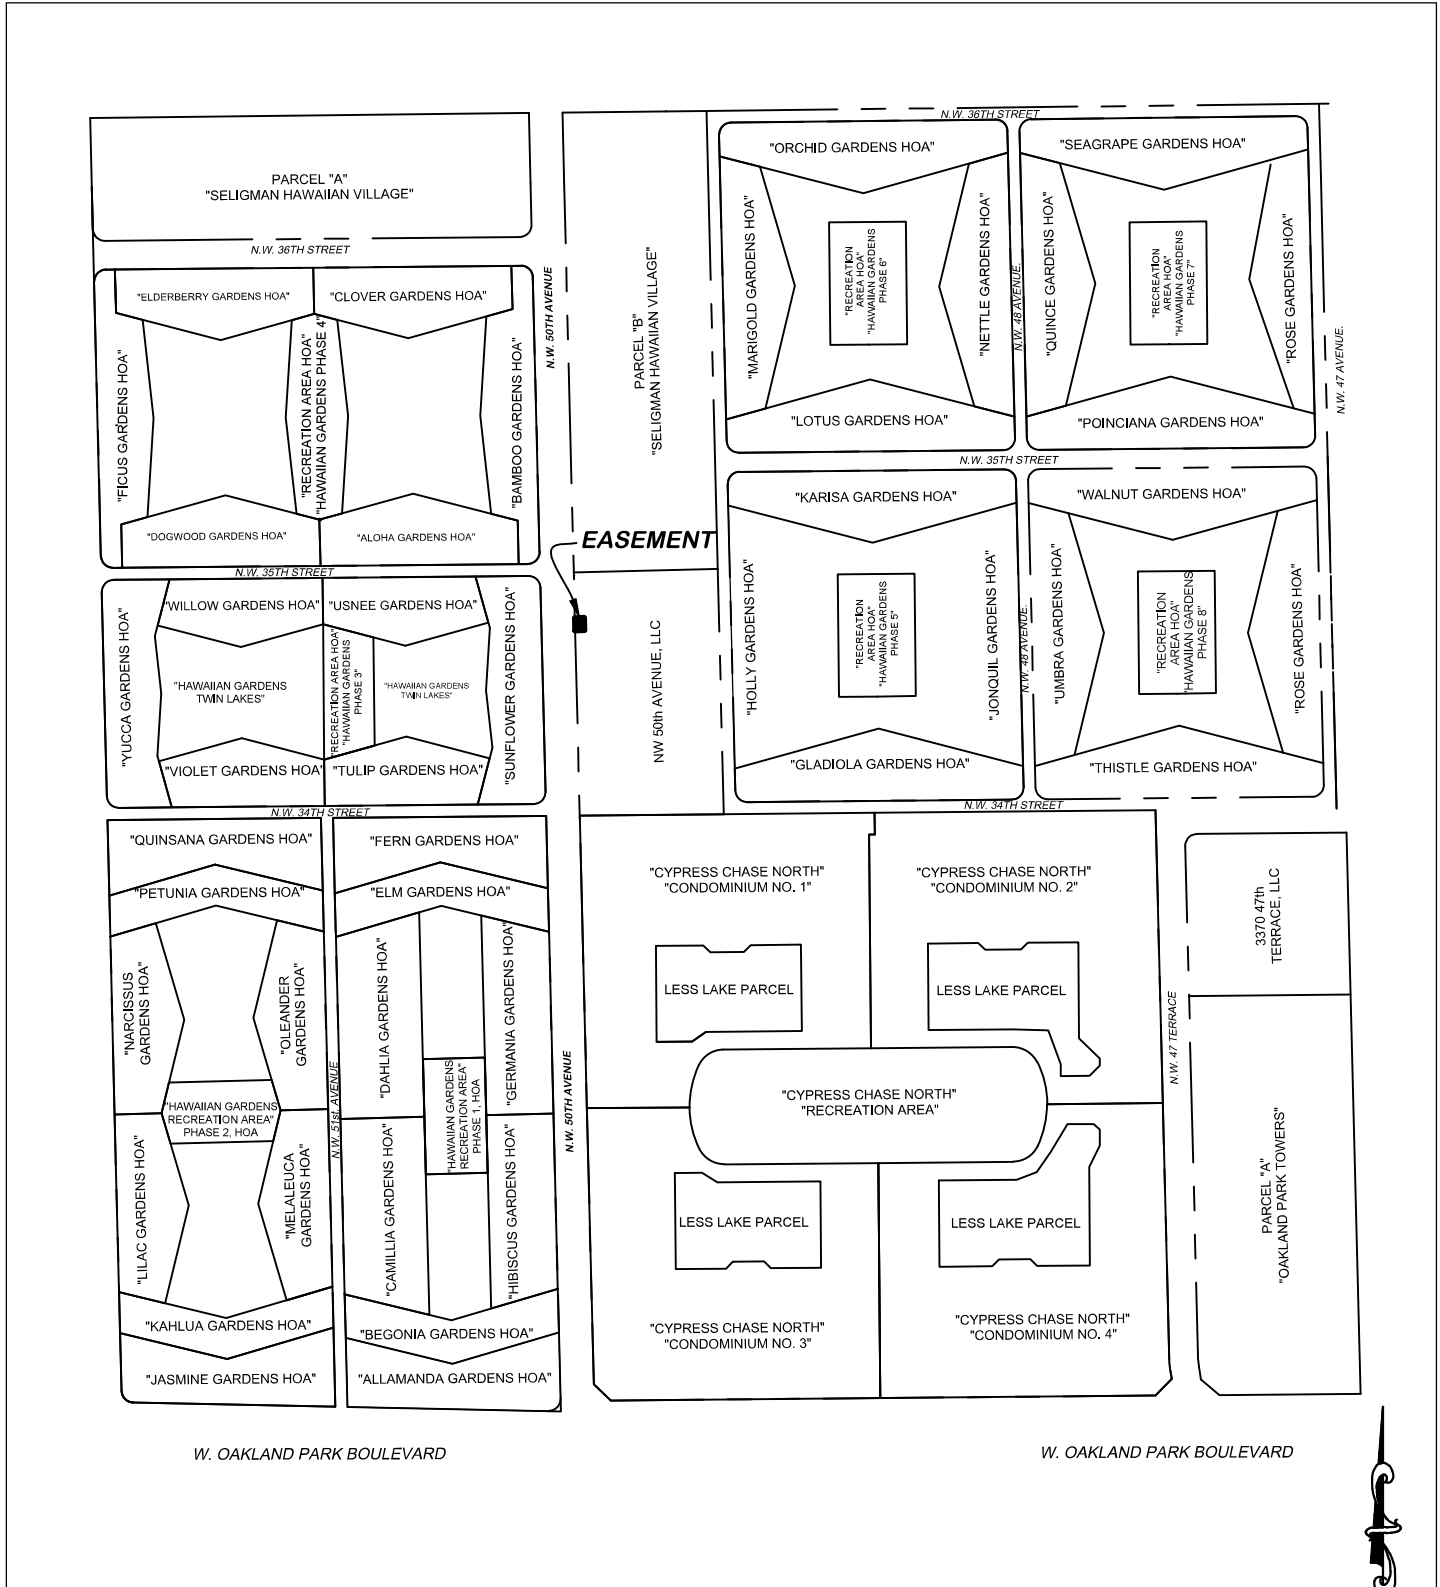 N.W. 36TH STREET
"ORCHID GARDENS HOA"
"SEAGRAPE GARDENS HOA"
PARCEL "A"
"SELIGMAN HAWAIIAN VILLAGE"
N.W. 36TH STREET
"MARIGOLD GARDENS HOA"
"RECREATION
AREA HOA"
"HAWAIIAN GARDENS
PHASE 6"
"NETTLE GARDENS HOA"
N.W. 48 AVENUE.
"QUINCE GARDENS HOA"
"RECREATION
AREA HOA"
"HAWAIIAN GARDENS
PHASE 7"
"ROSE GARDENS HOA"
N.W. 47 AVENUE.
"ELDERBERRY GARDENS HOA"
"CLOVER GARDENS HOA"
N.W. 50TH AVENUE
PARCEL "B"
"SELIGMAN HAWAIIAN VILLAGE"
"FICUS GARDENS HOA"
"RECREATION AREA HOA"
"HAWAIIAN GARDENS PHASE 4"
"BAMBOO GARDENS HOA"
"LOTUS GARDENS HOA"
"POINCIANA GARDENS HOA"
N.W. 35TH STREET
"KARISA GARDENS HOA"
"WALNUT GARDENS HOA"
"DOGWOOD GARDENS HOA"
"ALOHA GARDENS HOA"
EASEMENT
N.W. 35TH STREET
"WILLOW GARDENS HOA"
"USNEE GARDENS HOA"
"YUCCA GARDENS HOA"
"HAWAIIAN GARDENS
TWIN LAKES"
"RECREATION AREA HOA"
"HAWAIIAN GARDENS
PHASE 3"
"HAWAIIAN GARDENS
TWIN LAKES"
"SUNFLOWER GARDENS HOA"
NW 50th AVENUE, LLC
"HOLLY GARDENS HOA"
"RECREATION
AREA HOA"
"HAWAIIAN GARDENS
PHASE 5"
"JONQUIL GARDENS HOA"
N.W. 48 AVENUE.
"UMBRA GARDENS HOA"
"RECREATION
AREA HOA"
"HAWAIIAN GARDENS
PHASE 8"
"ROSE GARDENS HOA"
"VIOLET GARDENS HOA"
"TULIP GARDENS HOA"
"GLADIOLA GARDENS HOA"
"THISTLE GARDENS HOA"
N.W. 34TH STREET
N.W. 34TH STREET
"QUINSANA GARDENS HOA"
"FERN GARDENS HOA"
"PETUNIA GARDENS HOA"
"ELM GARDENS HOA"
"CYPRESS CHASE NORTH"
"CONDOMINIUM NO. 1"
"CYPRESS CHASE NORTH"
"CONDOMINIUM NO. 2"
3370 47th
TERRACE, LLC
"NARCISSUS
GARDENS HOA"
"OLEANDER
GARDENS HOA"
"DAHLIA GARDENS HOA"
"GERMANIA GARDENS HOA"
LESS LAKE PARCEL
LESS LAKE PARCEL
N.W. 47 TERRACE
"HAWAIIAN GARDENS
RECREATION AREA"
PHASE 2, HOA
N.W. 51st. AVENUE
"HAWAIIAN GARDENS
RECREATION AREA"
PHASE 1, HOA
N.W. 50TH AVENUE
"CYPRESS CHASE NORTH"
"RECREATION AREA"
"LILAC GARDENS HOA"
"MELALEUCA
GARDENS HOA"
"CAMILLIA GARDENS HOA"
"HIBISCUS GARDENS HOA"
LESS LAKE PARCEL
LESS LAKE PARCEL
PARCEL "A"
"OAKLAND PARK TOWERS"
"KAHLUA GARDENS HOA"
"BEGONIA GARDENS HOA"
"CYPRESS CHASE NORTH"
"CONDOMINIUM NO. 3"
"CYPRESS CHASE NORTH"
"CONDOMINIUM NO. 4"
"JASMINE GARDENS HOA"
"ALLAMANDA GARDENS HOA"
W. OAKLAND PARK BOULEVARD
W. OAKLAND PARK BOULEVARD